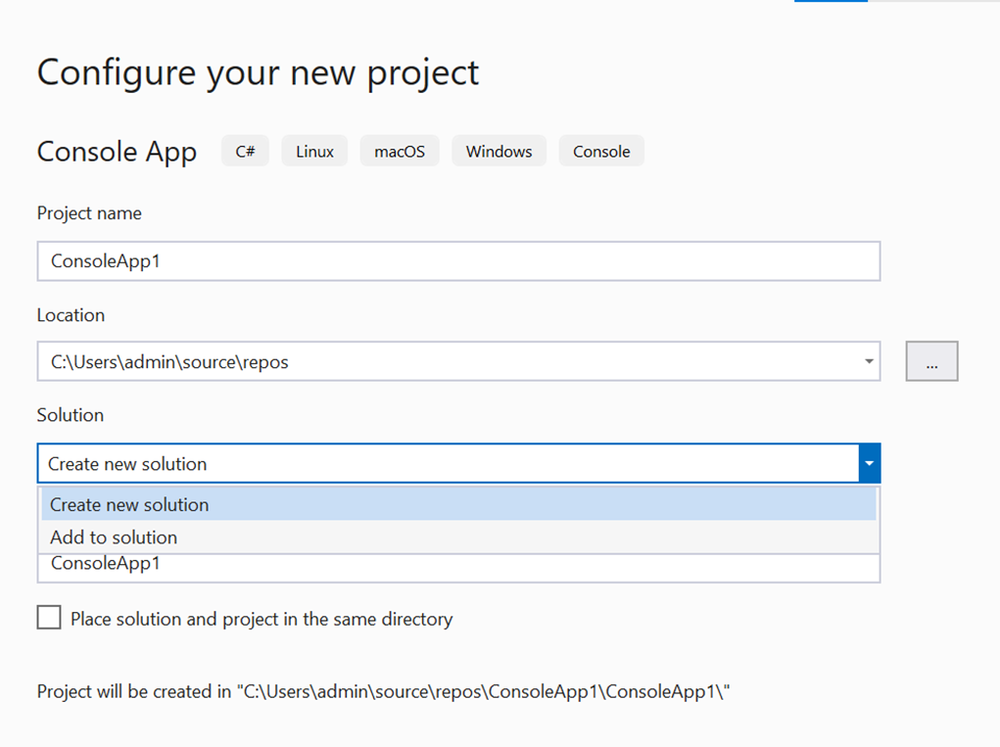 Configure your new project
Console App C# Linux macOS Windows Console
Project name
ConsoleApp1
Location
C:\Users\admin\source\repos
...
Solution
Create new solution
Create new solution
Add to solution
ConsoleApp1
Place solution and project in the same directory
Project will be created in "C:\Users\admin\source\repos\ConsoleApp1\ConsoleApp1\"